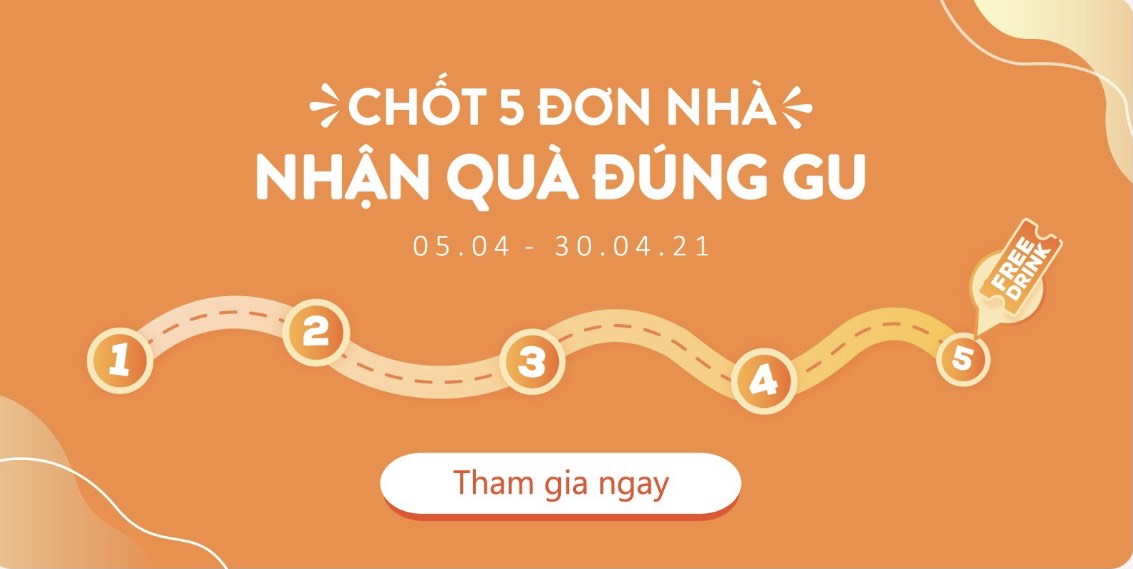 CHỐT 5 ĐƠN NHÀ
NHẬN QUÀ ĐÚNG GU
05.04 - 30.04.21
FREE
DRINK
1
2
3
4
5
Tham gia ngay